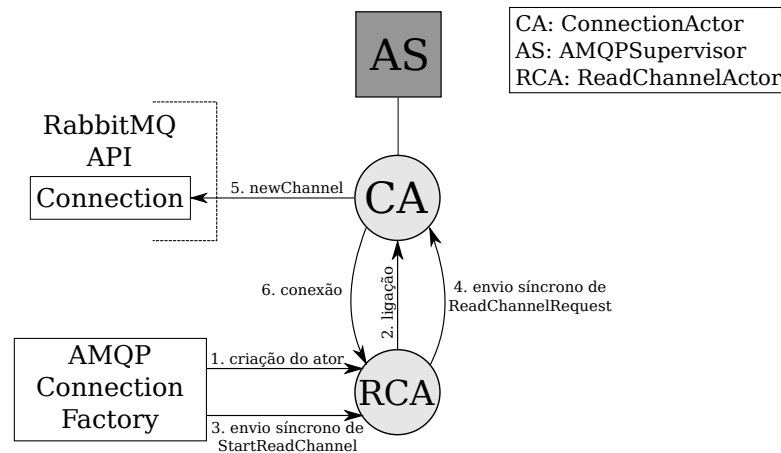 AS
CA: ConnectionActor
AS: AMQPSupervisor
RCA: ReadChannelActor
RabbitMQ
API
Connection
5. newChannel
CA
6. conexão
2. ligação
4. envio síncrono de
ReadChannelRequest
AMQP
Connection
Factory
1. criação do ator
3. envio síncrono de
StartReadChannel
RCA